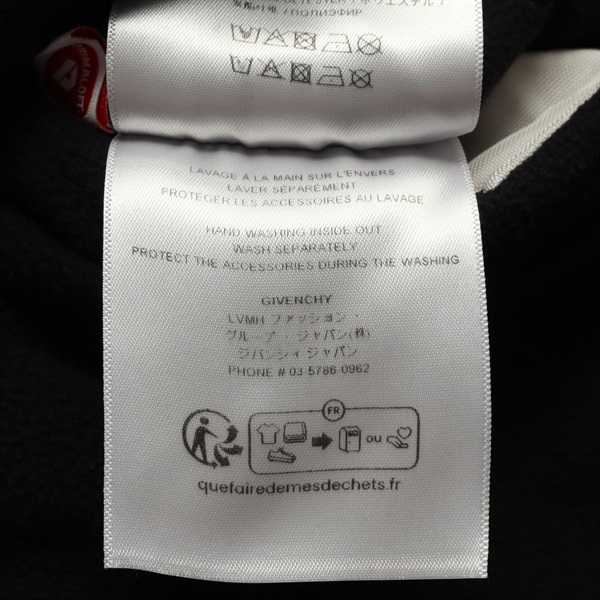 /ПОЛИЭФИР
LAVAGE À LA MAIN SUR L'ENVERS
LAVER SÉPARÉMENT
PROTÉGER LES ACCESSOIRES AU LAVAGE
HAND WASHING INSIDE OUT
WASH SEPARATELY
PROTECT THE ACCESSORIES DURING THE WASHING
GIVENCHY
LVMH ファッション・
グループ・ジャパン(株)
ジバンシィ ジャパン
PHONE # 03-5786-0962
FR
OU
quefairedemesdechets.fr